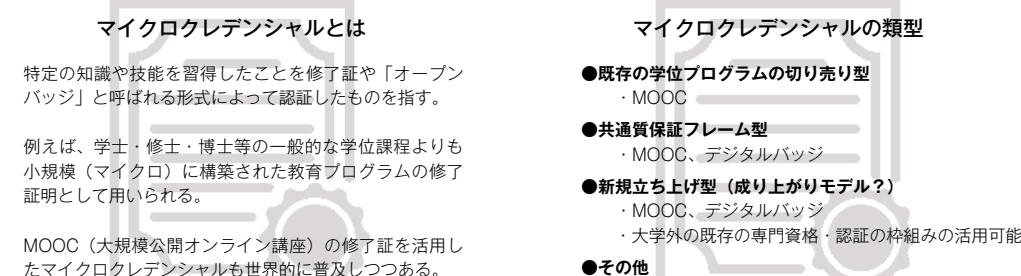 マイクロクレデンシャルとは
特定の知識や技能を習得したことを修了証や「オープン
バッジ」と呼ばれる形式によって認証したものを指す。
例えば、学士・修士・博士等の一般的な学位課程よりも
小規模（マイクロ）に構築された教育プログラムの修了
証明として用いられる。
MOOC（大規模公開オンライン講座）の修了証を活用し
たマイクロクレデンシャルも世界的に普及しつつある。
マイクロクレデンシャルの類型
●既存の学位プログラムの切り売り型
・MOOC
●共通質保証フレーム型
・MOOC、デジタルバッジ
●新規立ち上げ型（成り上がりモデル？）
・MOOC、デジタルバッジ
・大学外の既存の専門資格・認証の枠組みの活用可能
●その他